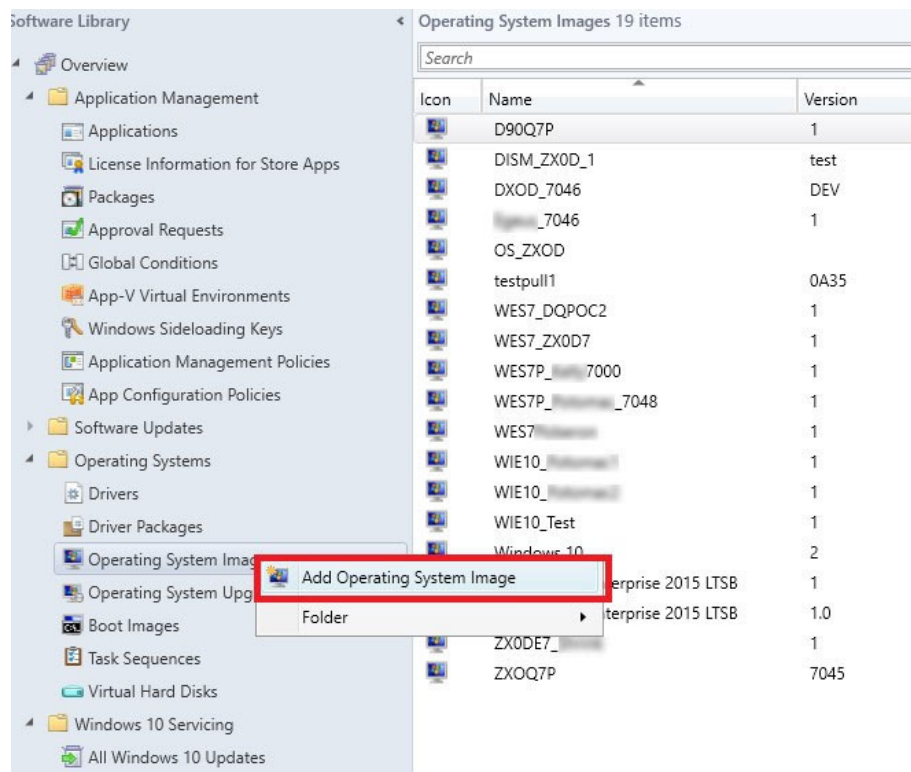 Software Library
Overview
Application Management
Applications
License Information for Store Apps
Packages
Approval Requests
Global Conditions
App-V Virtual Environments
Windows Sideloading Keys
Application Management Policies
App Configuration Policies
Software Updates
Operating Systems
Drivers
Driver Packages
Operating System Imag
Operating System Upg
Boot Images
Task Sequences
Virtual Hard Disks
Windows 10 Servicing
All Windows 10 Updates
Add Operating System Image
Folder
Operating System Images 19 items
Search
Icon Name Version
D90Q7P 1
DISM_ZX0D_1 test
DXOD_7046 DEV
_7046 1
OS_ZXOD
testpull1 0A35
WES7_DQPOC2 1
WES7_ZX0D7 1
WES7P_ 7000 1
WES7P_ _7048 1
WES7 1
WIE10_ 1
WIE10_ 1
WIE10_Test 1
Windows 10 2
erprise 2015 LTSB 1
terprise 2015 LTSB 1.0
ZX0DE7_ 1
ZXOQ7P 7045